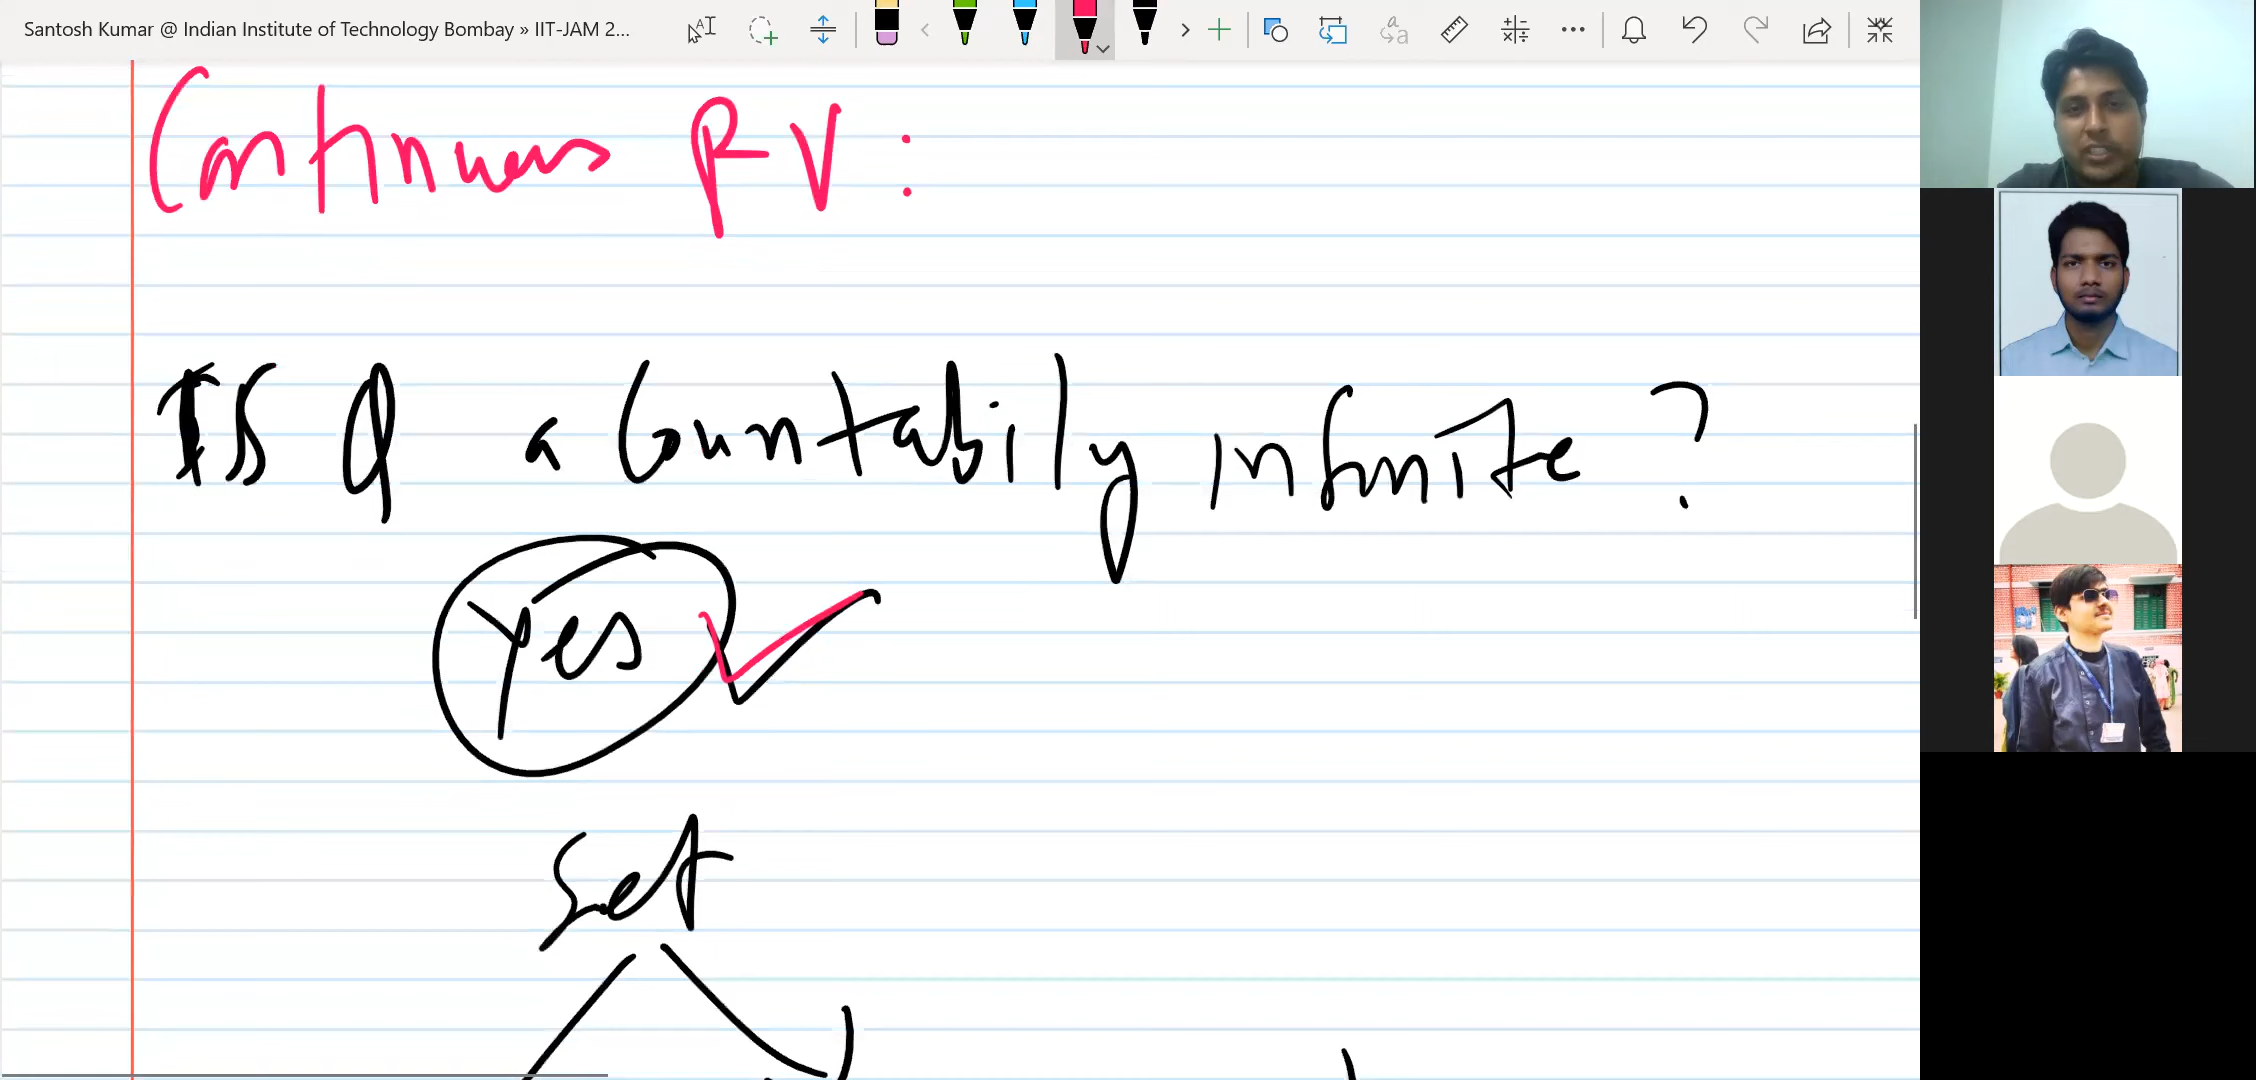 Santosh Kumar @ Indian Institute of Technology Bombay » IIT-JAM 2...
Continuous RV:
Is Q a Countabily infinite ?
Yes
Set